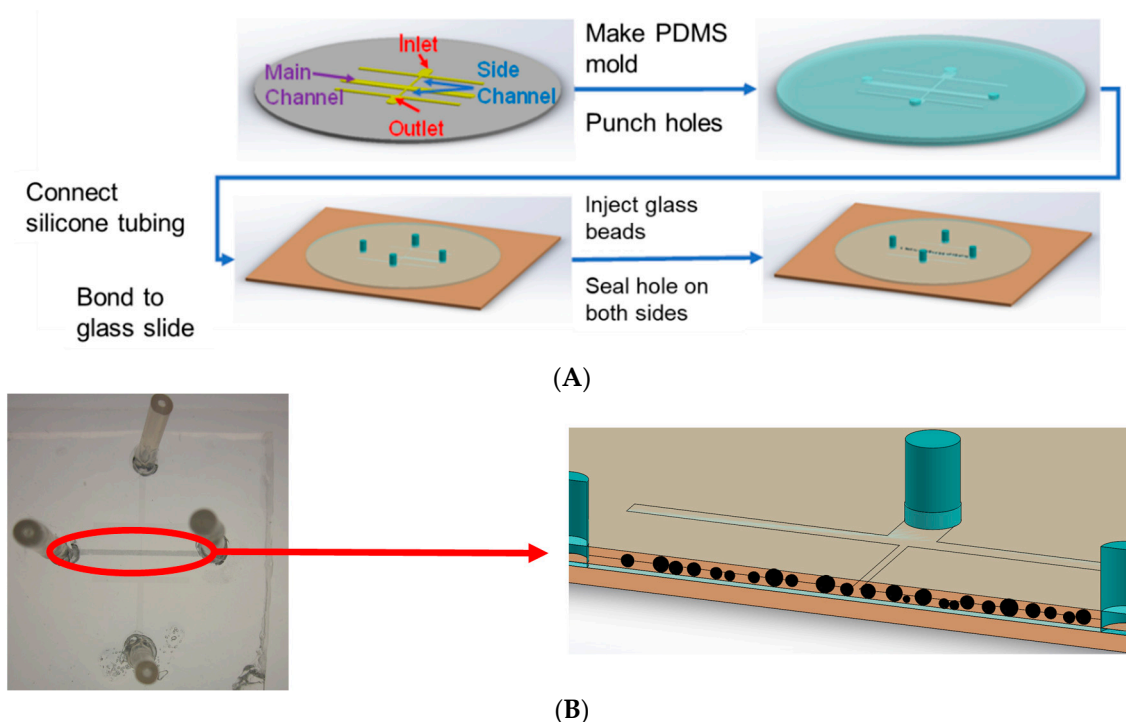 Inlet
Main
Channel
Side
Channel
Outlet
Make PDMS
mold
Punch holes
Connect
silicone tubing
Bond to
glass slide
Inject glass
beads
Seal hole on
both sides
(A)
(B)